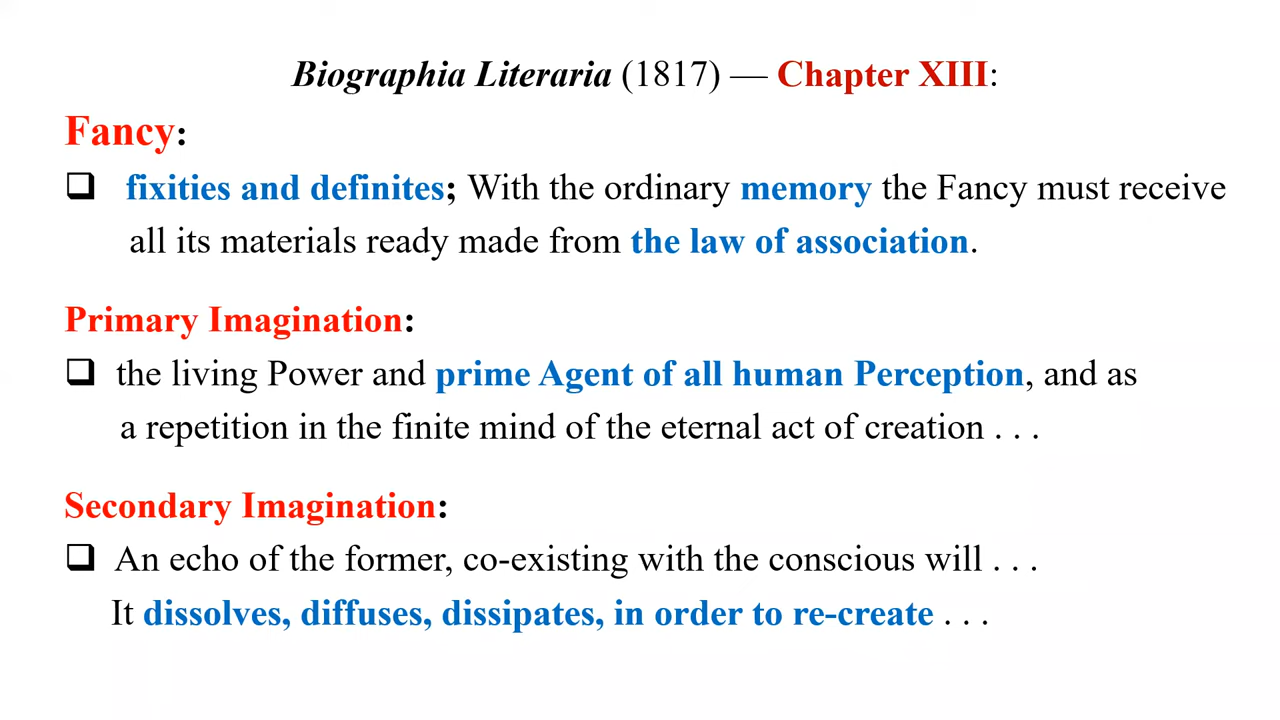 Biographia Literaria (1817) — Chapter XIII:
Fancy:
❑ fixities and definites; With the ordinary memory the Fancy must receive
all its materials ready made from the law of association.
Primary Imagination:
❑ the living Power and prime Agent of all human Perception, and as
a repetition in the finite mind of the eternal act of creation . . .
Secondary Imagination:
❑ An echo of the former, co-existing with the conscious will . . .
It dissolves, diffuses, dissipates, in order to re-create . . .